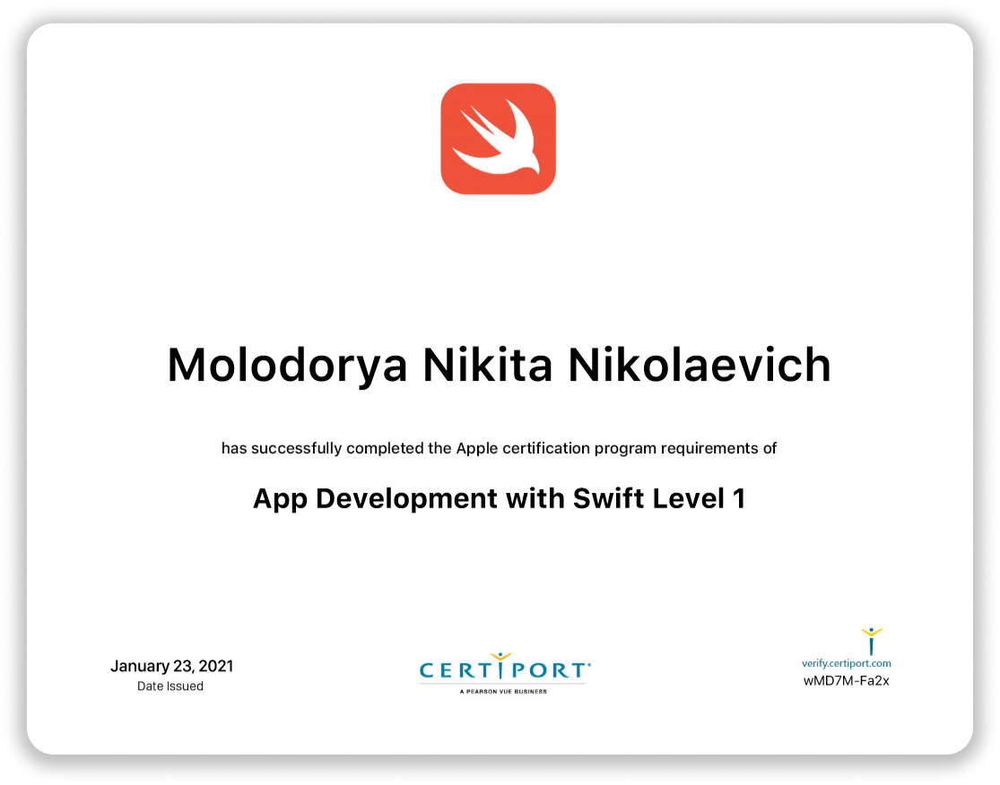 Molodorya Nikita Nikolaevich
has successfully completed the Apple certification program requirements of
App Development with Swift Level 1
January 23, 2021
Date Issued
CERTIPORT®
A PEARSON VUE BUSINESS
verify.certiport.com
wMD7M-Fa2x